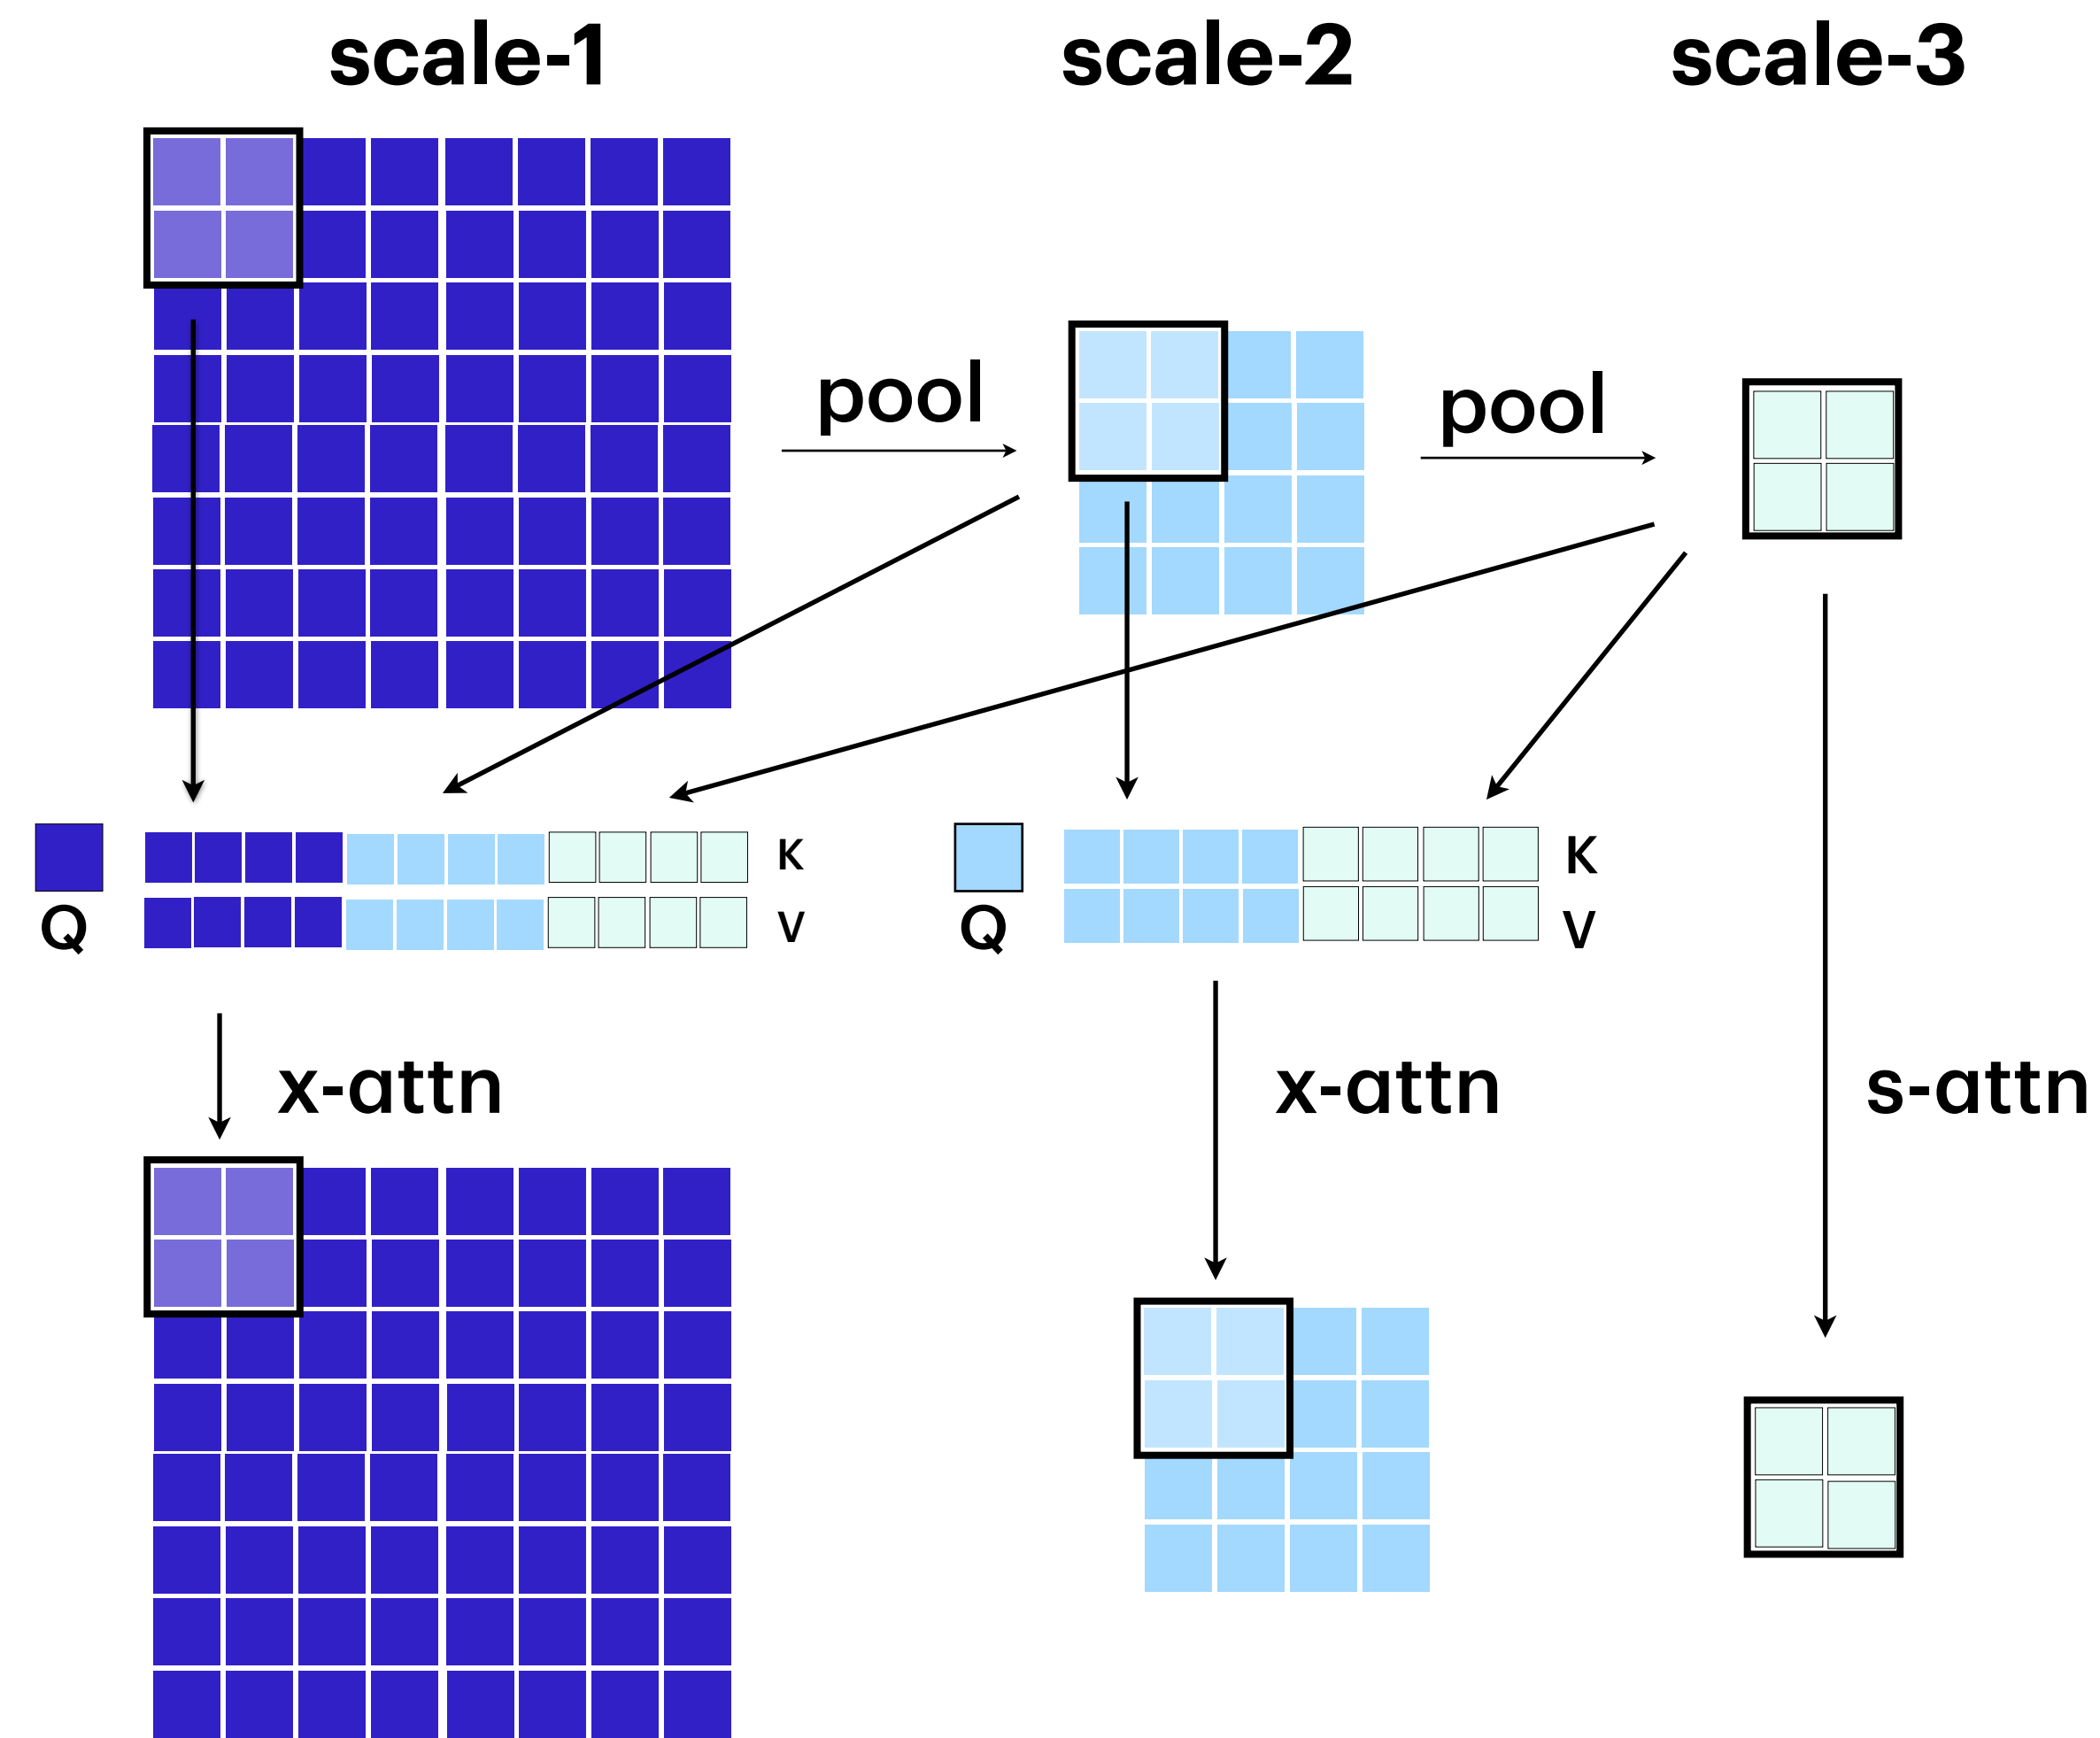 scale-1
scale-2
scale-3
pool
pool
K
Q
V
K
Q
V
x-attn
x-attn
s-attn